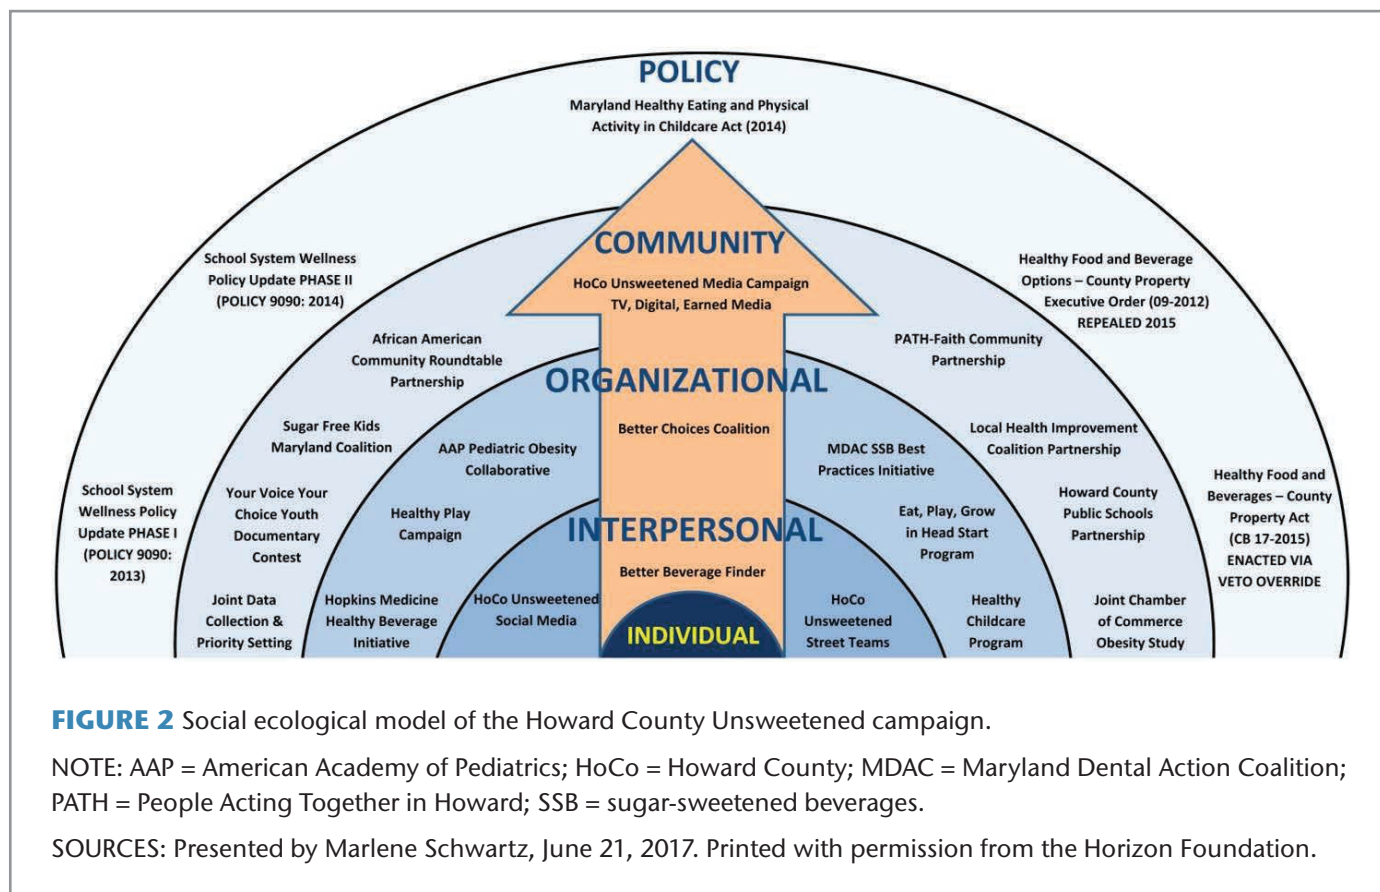 POLICY
Maryland Healthy Eating and Physical
Activity in Childcare Act (2014)
School System Wellness
Policy Update PHASE II
(POLICY 9090: 2014)
COMMUNITY
HoCo Unsweetened Media Campaign
TV, Digital, Earned Media
Healthy Food and Beverage
Options – County Property
Executive Order (09-2012)
REPEALED 2015
African American
Community Roundtable
Partnership
PATH-Faith Community
Partnership
ORGANIZATIONAL
Better Choices Coalition
Sugar Free Kids
Maryland Coalition
AAP Pediatric Obesity
Collaborative
MDAC SSB Best
Practices Initiative
Local Health Improvement
Coalition Partnership
School System
Wellness Policy
Update PHASE I
(POLICY 9090:
2013)
Your Voice Your
Choice Youth
Documentary
Contest
Healthy Play
Campaign
INTERPERSONAL
Better Beverage Finder
Eat, Play, Grow
in Head Start
Program
Howard County
Public Schools
Partnership
Healthy Food and
Beverages – County
Property Act
(CB 17-2015)
ENACTED VIA
VETO OVERRIDE
Joint Data
Collection &
Priority Setting
Hopkins Medicine
Healthy Beverage
Initiative
HoCo Unsweetened
Social Media
INDIVIDUAL
HoCo
Unsweetened
Street Teams
Healthy
Childcare
Program
Joint Chamber
of Commerce
Obesity Study
FIGURE 2 Social ecological model of the Howard County Unsweetened campaign.
NOTE: AAP = American Academy of Pediatrics; HoCo = Howard County; MDAC = Maryland Dental Action Coalition;
PATH = People Acting Together in Howard; SSB = sugar-sweetened beverages.
SOURCES: Presented by Marlene Schwartz, June 21, 2017. Printed with permission from the Horizon Foundation.